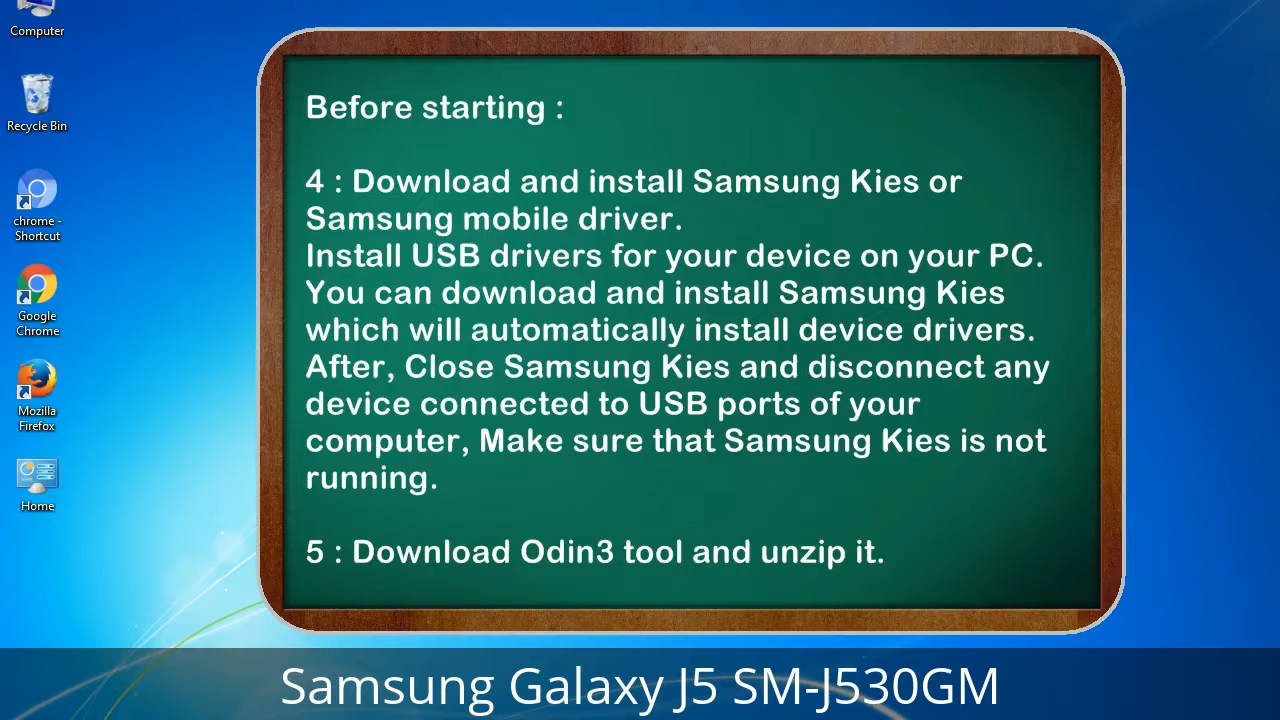 Computer
Recycle Bin
chrome -
Shortcut
Google
Chrome
Mozilla
Firefox
Home
Before starting :
4 : Download and install Samsung Kies or
Samsung mobile driver.
Install USB drivers for your device on your PC.
You can download and install Samsung Kies
which will automatically install device drivers.
After, Close Samsung Kies and disconnect any
device connected to USB ports of your
computer, Make sure that Samsung Kies is not
running.
5 : Download Odin3 tool and unzip it.
Samsung Galaxy J5 SM-J530GM